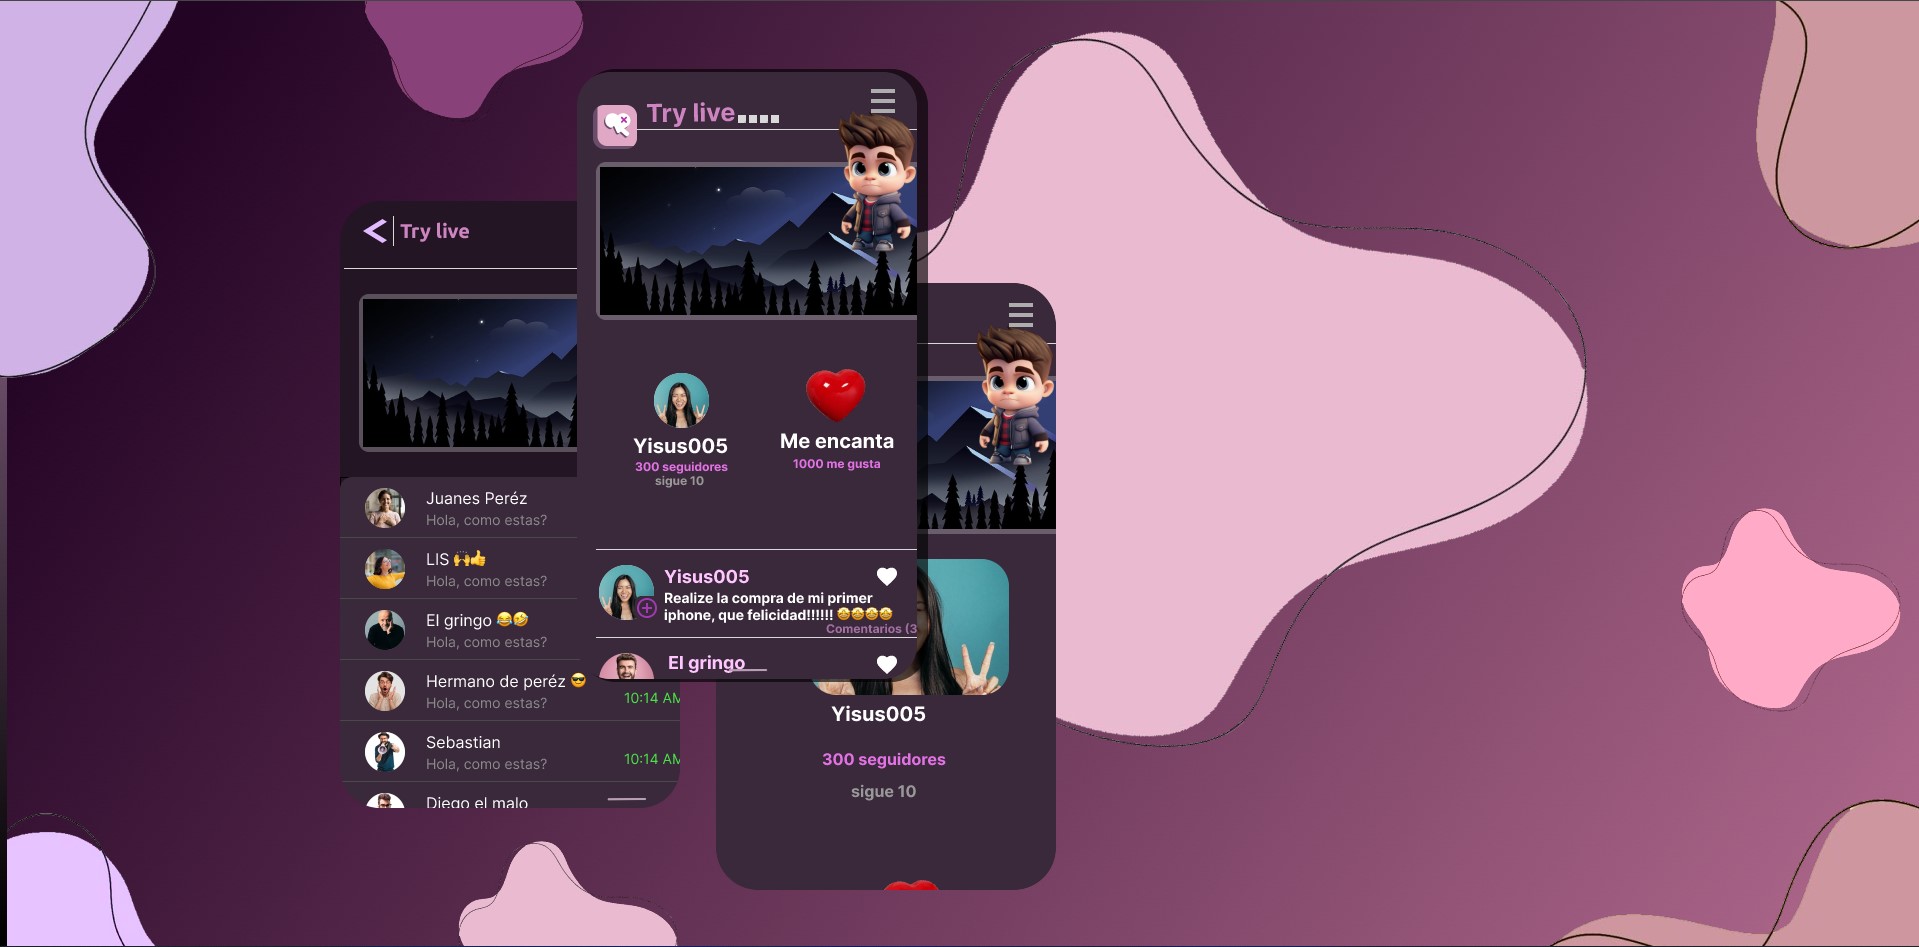 Try live
Juanes Peréz
Hola, como estas?
LIS 🙌👍
Hola, como estas?
El gringo 😂🤣
Hola, como estas?
Hermano de peréz 😎
Hola, como estas?
10:14 AM
Sebastian
Hola, como estas?
10:14 AM
Diego el malo
Try live....
Yisus005
300 seguidores
sigue 10
Me encanta
1000 me gusta
Yisus005
Realize la compra de mi primer
iphone, que felicidad!!!!!! 🤩🤩🤩🤩
Comentarios (3
El gringo
Yisus005
300 seguidores
sigue 10